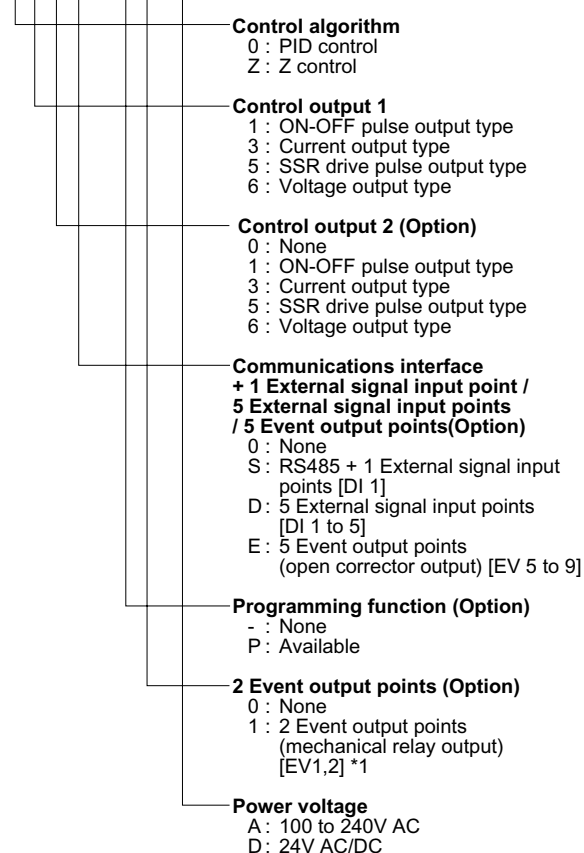 Control algorithm
0 : PID control
Z : Z control
Control output 1
1 : ON-OFF pulse output type
3 : Current output type
5 : SSR drive pulse output type
6 : Voltage output type
Control output 2 (Option)
0 : None
1 : ON-OFF pulse output type
3 : Current output type
5 : SSR drive pulse output type
6 : Voltage output type
Communications interface
+ 1 External signal input point /
5 External signal input points
/ 5 Event output points(Option)
0 : None
S : RS485 + 1 External signal input
points [DI 1]
D : 5 External signal input points
[DI 1 to 5]
E : 5 Event output points
(open corrector output) [EV 5 to 9]
Programming function (Option)
- : None
P : Available
2 Event output points (Option)
0 : None
1 : 2 Event output points
(mechanical relay output)
[EV1,2] *1
Power voltage
A : 100 to 240V AC
D : 24V AC/DC